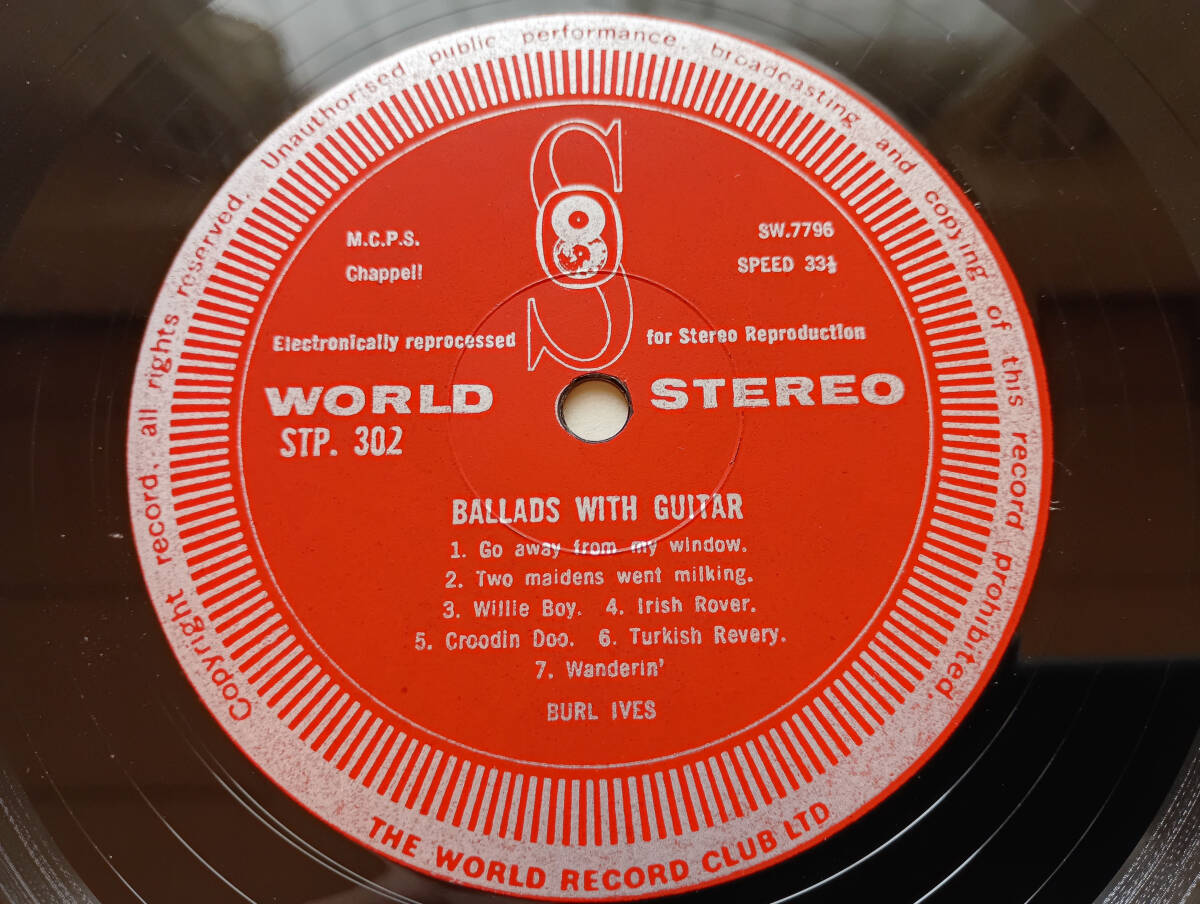 Copyright record, all rights reserved. Unauthorised public performance, broadcasting and copying of this record prohibited.
M.C.P.S.
Chappell
SW.7796
SPEED 33⅓
Electronically reprocessed for Stereo Reproduction
WORLD STEREO
STP. 302
BALLADS WITH GUITAR
1. Go away from my window.
2. Two maidens went milking.
3. Willie Boy. 4. Irish Rover.
5. Croodin Doo. 6. Turkish Revery.
7. Wanderin'
BURL IVES
THE WORLD RECORD CLUB LTD